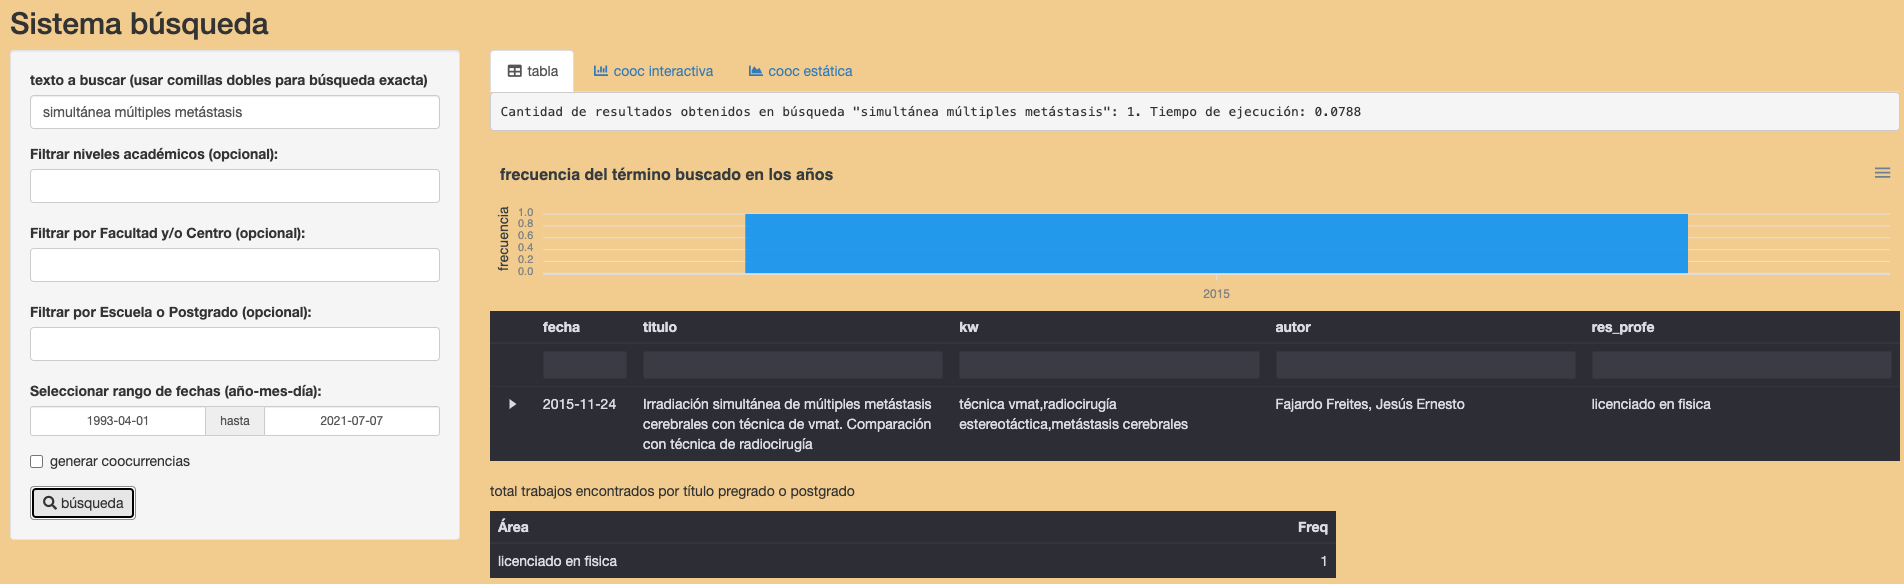 Sistema búsqueda
texto a buscar (usar comillas dobles para búsqueda exacta)
simultánea múltiples metástasis
Filtrar niveles académicos (opcional):
Filtrar por Facultad y/o Centro (opcional):
Filtrar por Escuela o Postgrado (opcional):
Seleccionar rango de fechas (año-mes-día):
1993-04-01 hasta 2021-07-07
generar coocurrencias
búsqueda
tabla cooc interactiva cooc estática
Cantidad de resultados obtenidos en búsqueda "simultánea múltiples metástasis": 1. Tiempo de ejecución: 0.0788
frecuencia del término buscado en los años
frecuencia
1.0
0.8
0.6
0.4
0.2
0.0
2015
fecha titulo kw autor res_profe
2015-11-24 Irradiación simultánea de múltiples metástasis técnica vmat,radiocirugía Fajardo Freites, Jesús Ernesto licenciado en fisica
cerebrales con técnica de vmat. Comparación estereotáctica,metástasis cerebrales
con técnica de radiocirugía
total trabajos encontrados por título pregrado o postgrado
Área Freq
licenciado en fisica 1